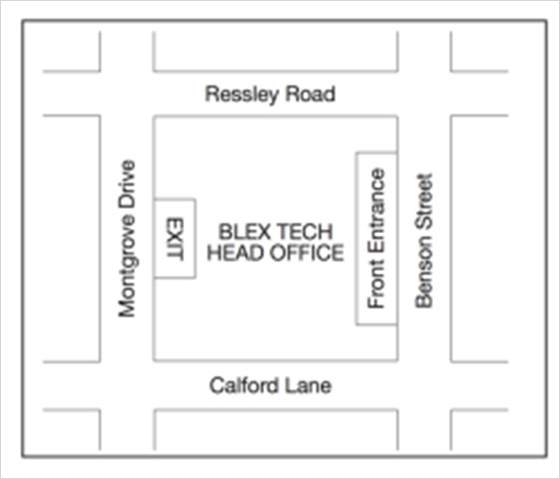 Ressley Road
Montgrove Drive
EXIT
BLEX TECH
HEAD OFFICE
Front Entrance
Benson Street
Calford Lane